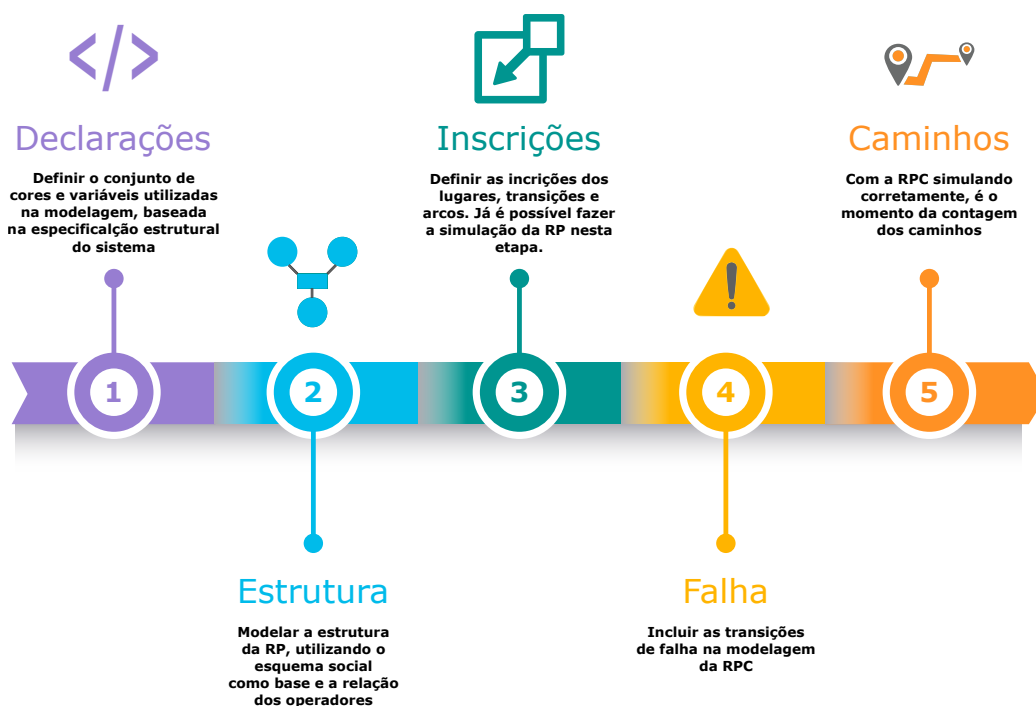 </>
Declarações
Definir o conjunto de
cores e variáveis utilizadas
na modelagem, baseada
na especificalção estrutural
do sistema
Inscrições
Definir as incrições dos
lugares, transições e
arcos. Já é possível fazer
a simulação da RP nesta
etapa.
Caminhos
Com a RPC simulando
corretamente, é o
momento da contagem
dos caminhos
1
2
3
4
5
Estrutura
Modelar a estrutura
da RP, utilizando o
esquema social
como base e a relação
dos operadores
Falha
Incluir as transições
de falha na modelagem
da RPC